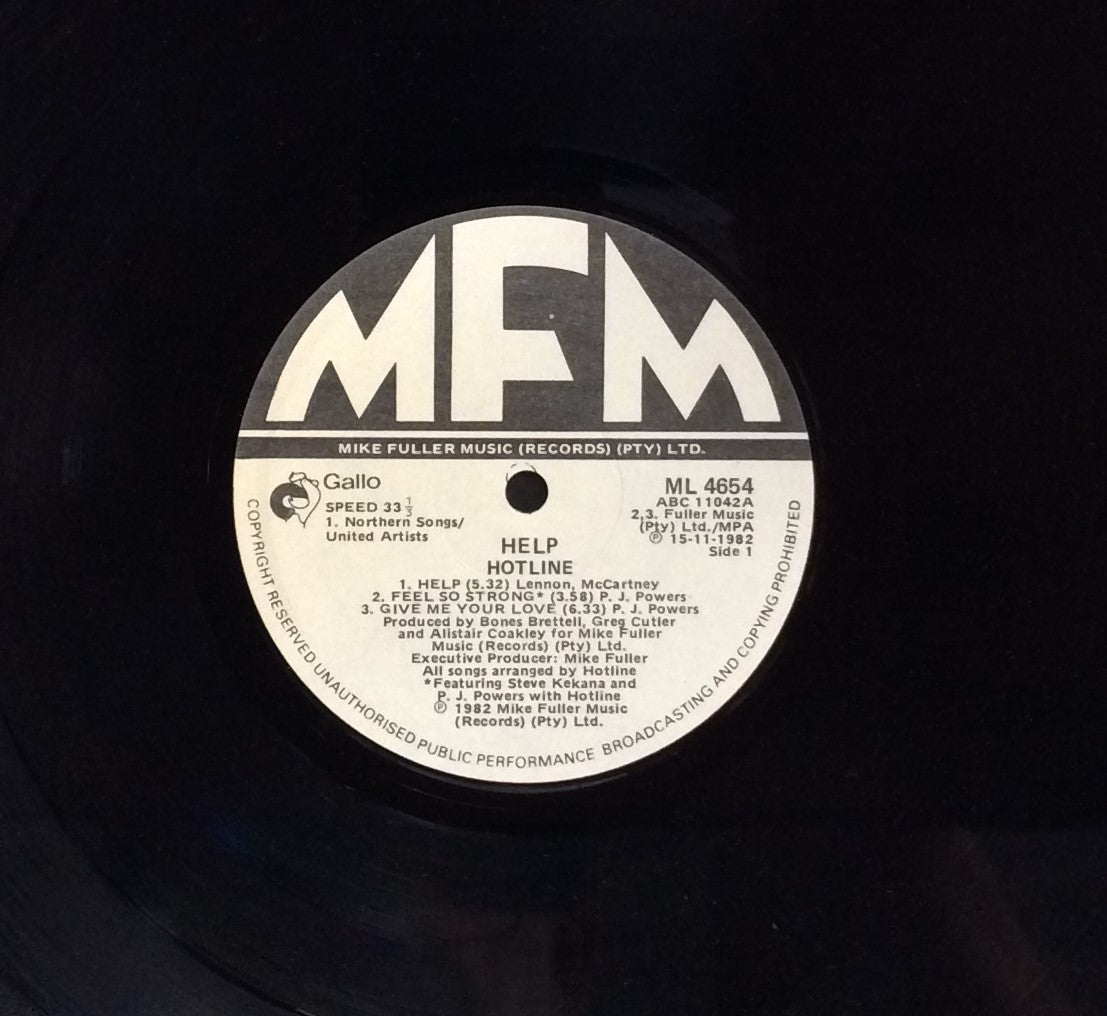 MFM
MIKE FULLER MUSIC (RECORDS) (PTY) LTD.
Gallo
SPEED 33 1/3
1. Northern Songs/
United Artists
ML 4654
ABC 11042A
2,3. Fuller Music
(Pty) Ltd./MPA
℗ 15-11-1982
Side 1
HELP
HOTLINE
1. HELP (5.32) Lennon, McCartney
2. FEEL SO STRONG* (3.58) P. J. Powers
3. GIVE ME YOUR LOVE (6.33) P. J. Powers
Produced by Bones Brettell, Greg Cutler
and Allstair Coakley for Mike Fuller
Music (Records) (Pty) Ltd.
Executive Producer: Mike Fuller
All songs arranged by Hotline
*Featuring Steve Kekana and
P. J. Powers with Hotline
℗ 1982 Mike Fuller Music
(Records) (Pty) Ltd.
COPYRIGHT RESERVED UNAUTHORISED PUBLIC PERFORMANCE BROADCASTING AND COPYING PROHIBITED